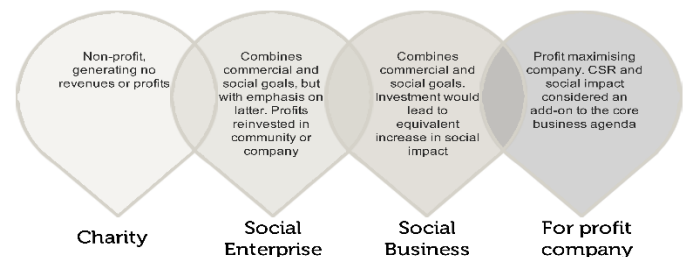 Non-profit,
generating no
revenues or profits
Combines
commercial and
social goals, but
with emphasis on
latter. Profits
reinvested in
community or
company
Combines
commercial and
social goals.
Investment would
lead to
equivalent
increase in social
impact
Profit maximising
company. CSR and
social impact
considered an
add-on to the core
business agenda
Charity
Social
Enterprise
Social
Business
For profit
company